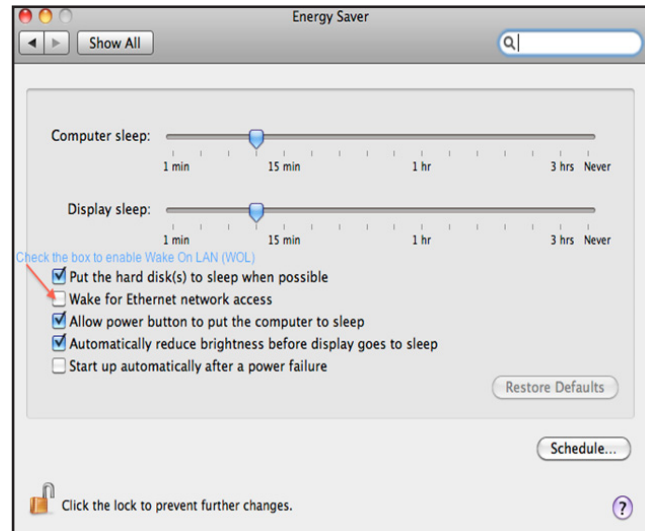 Energy Saver
Show All
Computer sleep:
1 min 15 min 1 hr 3 hrs Never
Display sleep:
1 min 15 min 1 hr 3 hrs Never
Check the box to enable Wake On LAN (WOL)
Put the hard disk(s) to sleep when possible
Wake for Ethernet network access
Allow power button to put the computer to sleep
Automatically reduce brightness before display goes to sleep
Start up automatically after a power failure
Restore Defaults
Schedule...
Click the lock to prevent further changes.
?